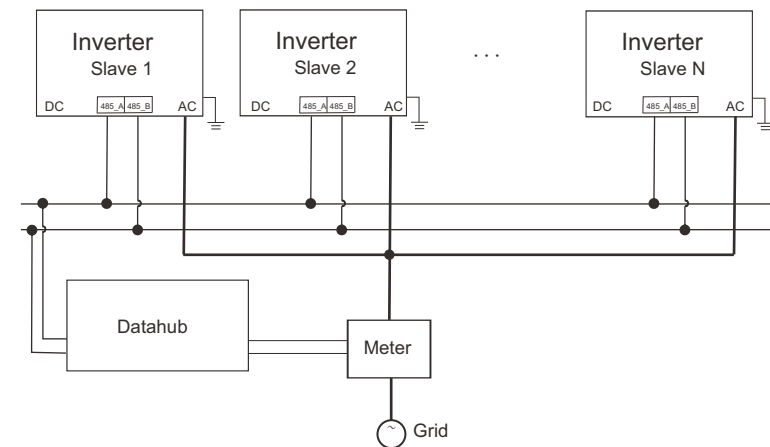 Inverter
Slave 1
DC 485_A 485_B AC
Inverter
Slave 2
DC 485_A 485_B AC
. . .
Inverter
Slave N
DC 485_A 485_B AC
Datahub
Meter
~
Grid